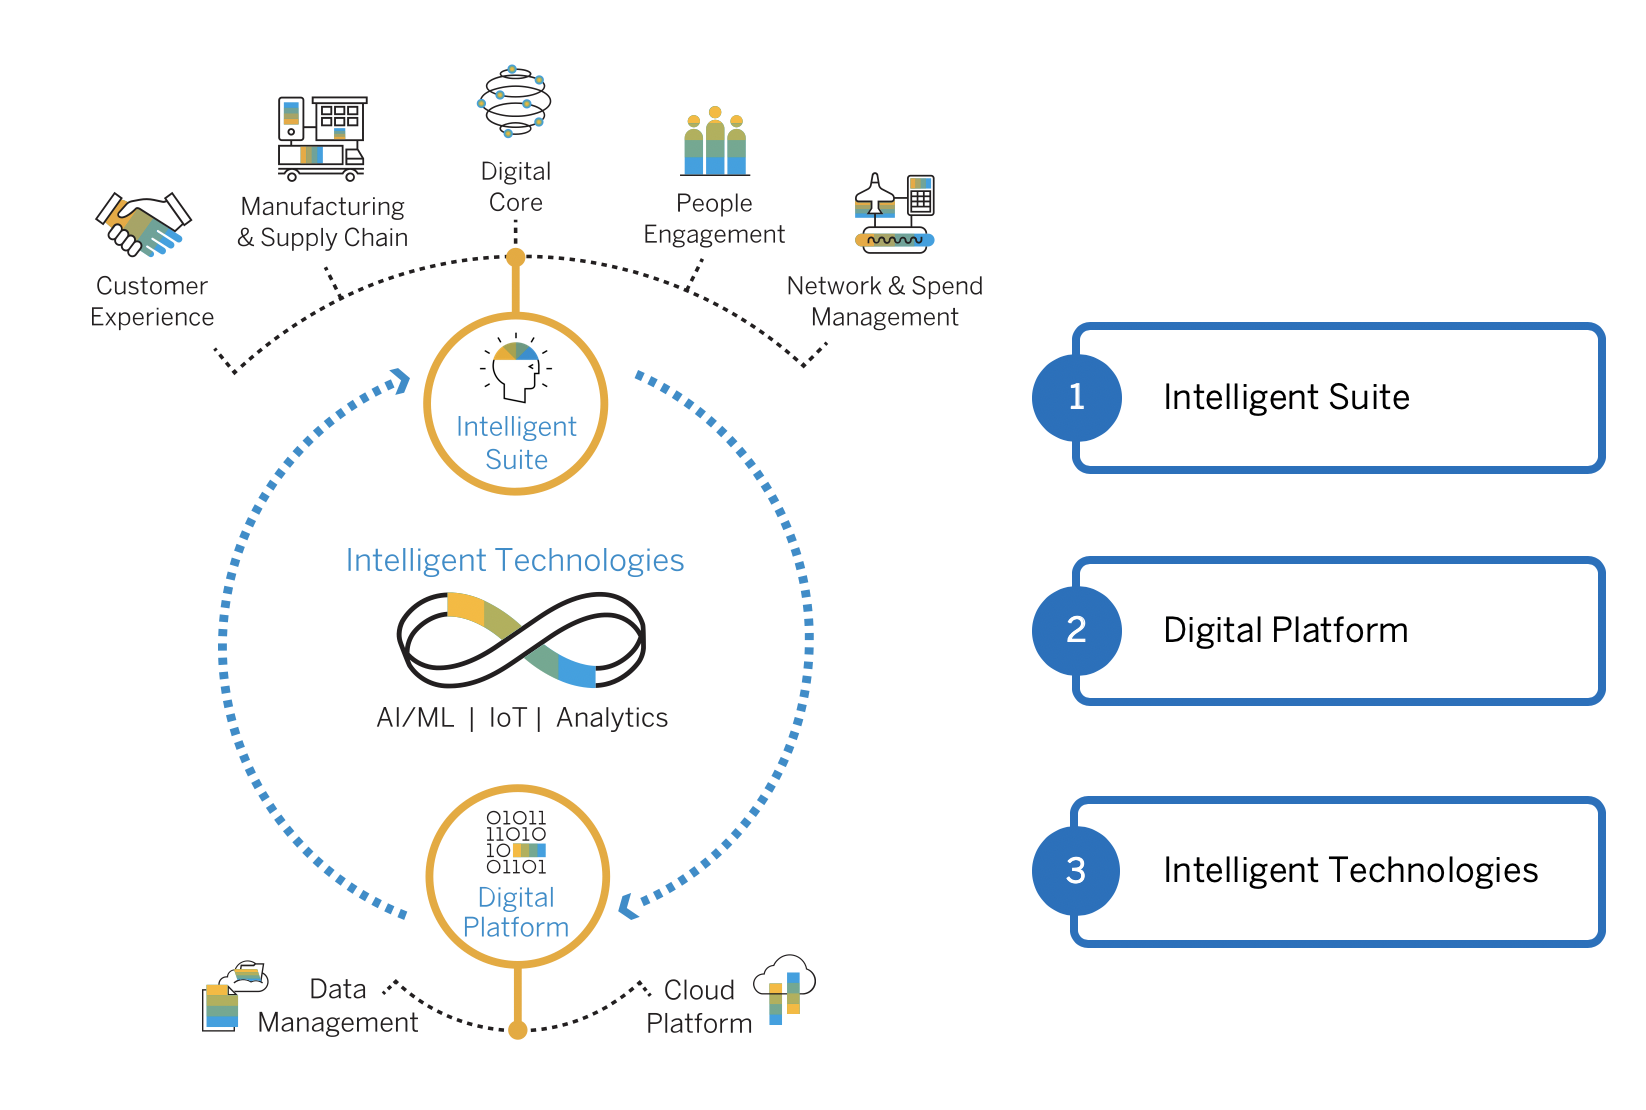 Digital
Core
Manufacturing
& Supply Chain
People
Engagement
Customer
Experience
Network & Spend
Management
Intelligent
Suite
Intelligent Technologies
AI/ML | IoT | Analytics
01011
11010
10
01101
Digital
Platform
Data
Management
Cloud
Platform
1 Intelligent Suite
2 Digital Platform
3 Intelligent Technologies